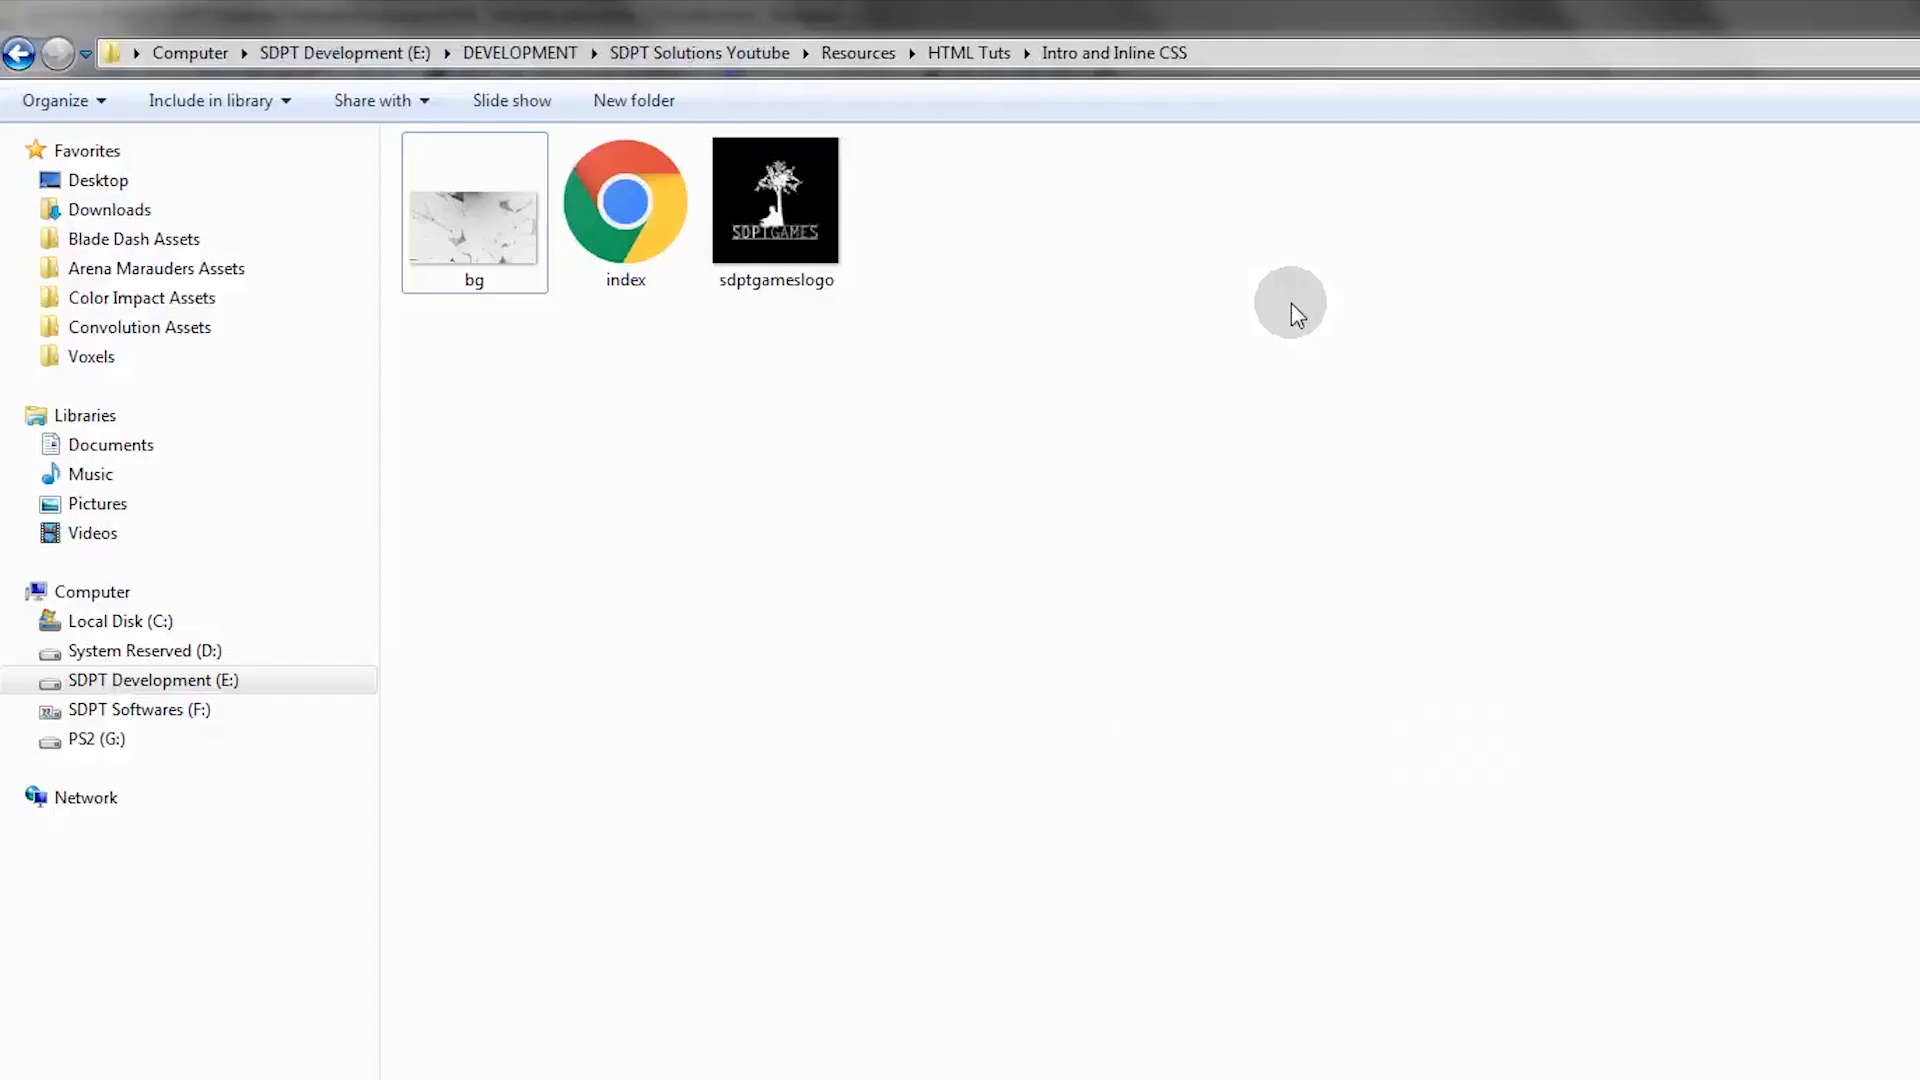 Computer SDPT Development (E:) DEVELOPMENT SDPT Solutions Youtube Resources HTML Tuts Intro and Inline CSS
Organize Include in library Share with Slide show New folder
Favorites
Desktop
Downloads
Blade Dash Assets
Arena Marauders Assets
Color Impact Assets
Convolution Assets
Voxels
Libraries
Documents
Music
Pictures
Videos
Computer
Local Disk (C:)
System Reserved (D:)
SDPT Development (E:)
SDPT Softwares (F:)
PS2 (G:)
Network
SDPTGAMES
bg index sdptgameslogo